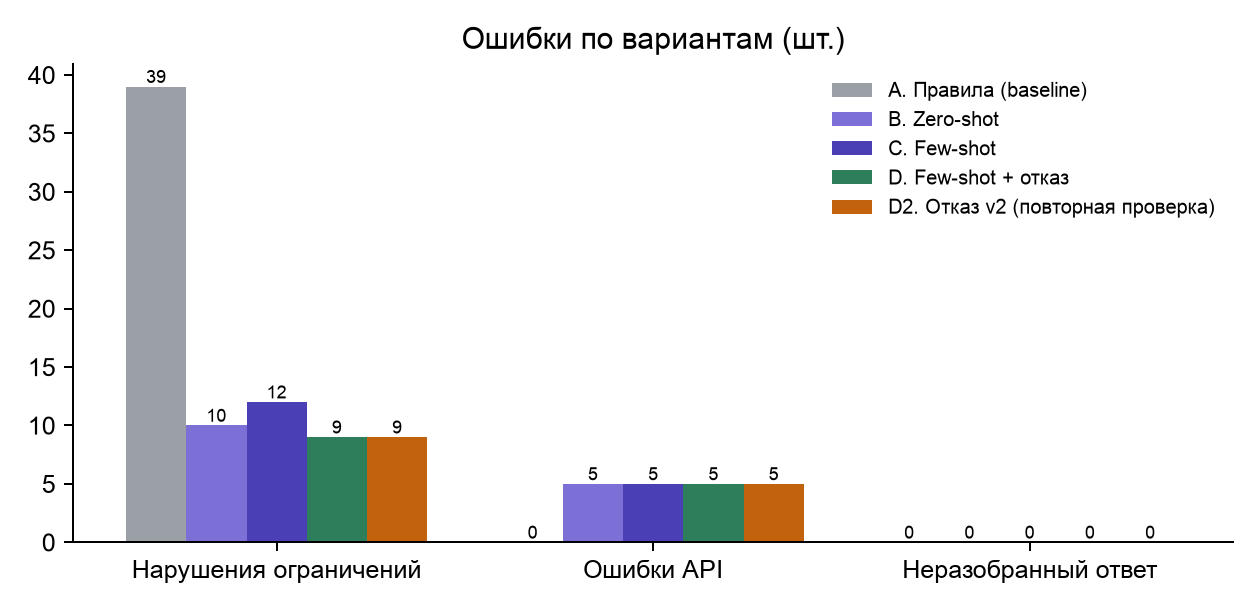 Ошибки по вариантам (шт.)
40
35
30
25
20
15
10
5
0
A. Правила (baseline)
B. Zero-shot
C. Few-shot
D. Few-shot + отказ
D2. Отказ v2 (повторная проверка)
39
10
12
9
9
0
5
5
5
5
0
0
0
0
0
Нарушения ограничений
Ошибки API
Неразобранный ответ